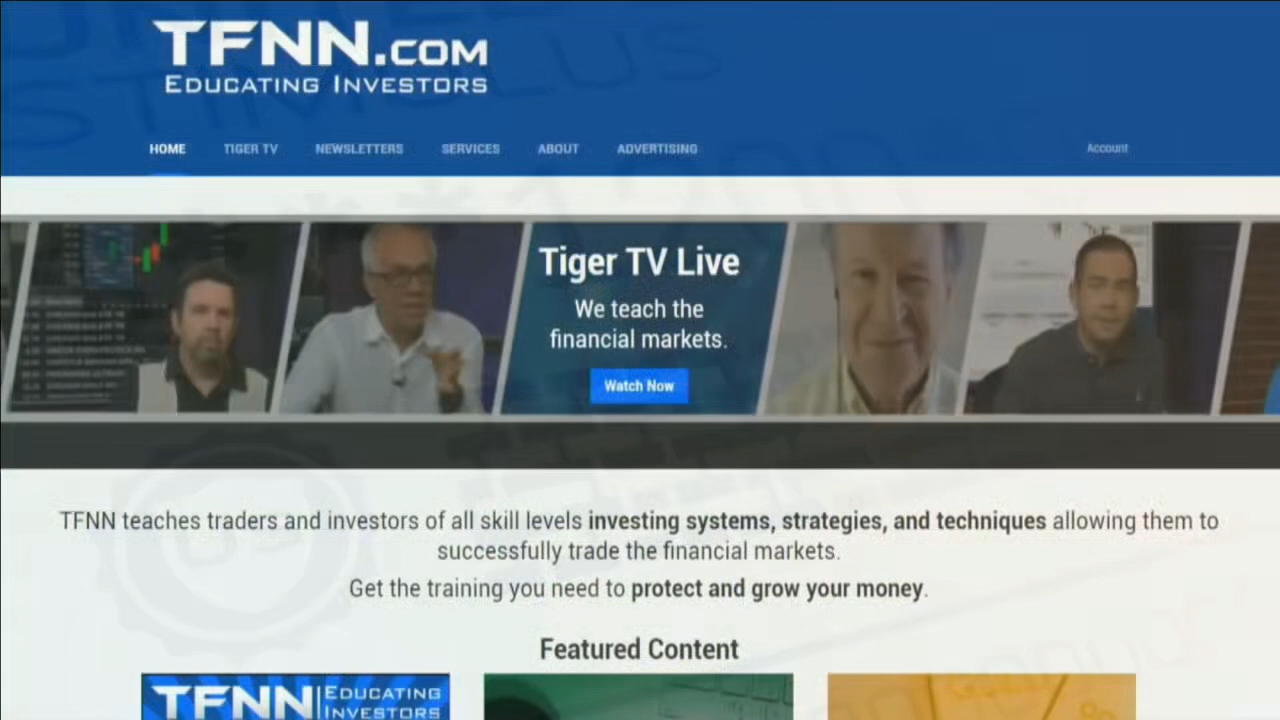 TFNN.COM
EDUCATING INVESTORS
HOME TIGER TV NEWSLETTERS SERVICES ABOUT ADVERTISING Account
Tiger TV Live
We teach the
financial markets.
Watch Now
TFNN teaches traders and investors of all skill levels investing systems, strategies, and techniques allowing them to
successfully trade the financial markets.
Get the training you need to protect and grow your money.
Featured Content
TFNN EDUCATING
INVESTORS